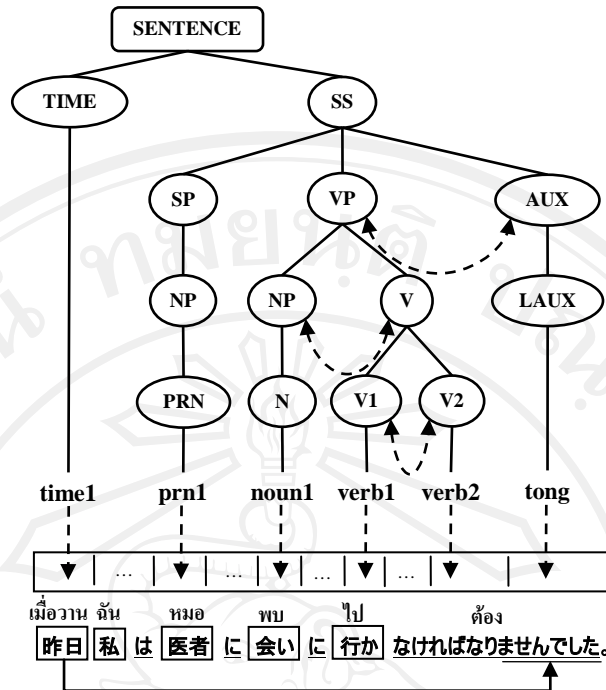 SENTENCE
TIME SS
SP VP AUX
NP NP V LAUX
PRN N V1 V2
time1 prn1 noun1 verb1 verb2 tong
... ... ... ...
เมื่อวาน ฉัน หมอ พบ ไป ต้อง
昨日 私 は 医者 に 会い に 行か なければなりませんでした。